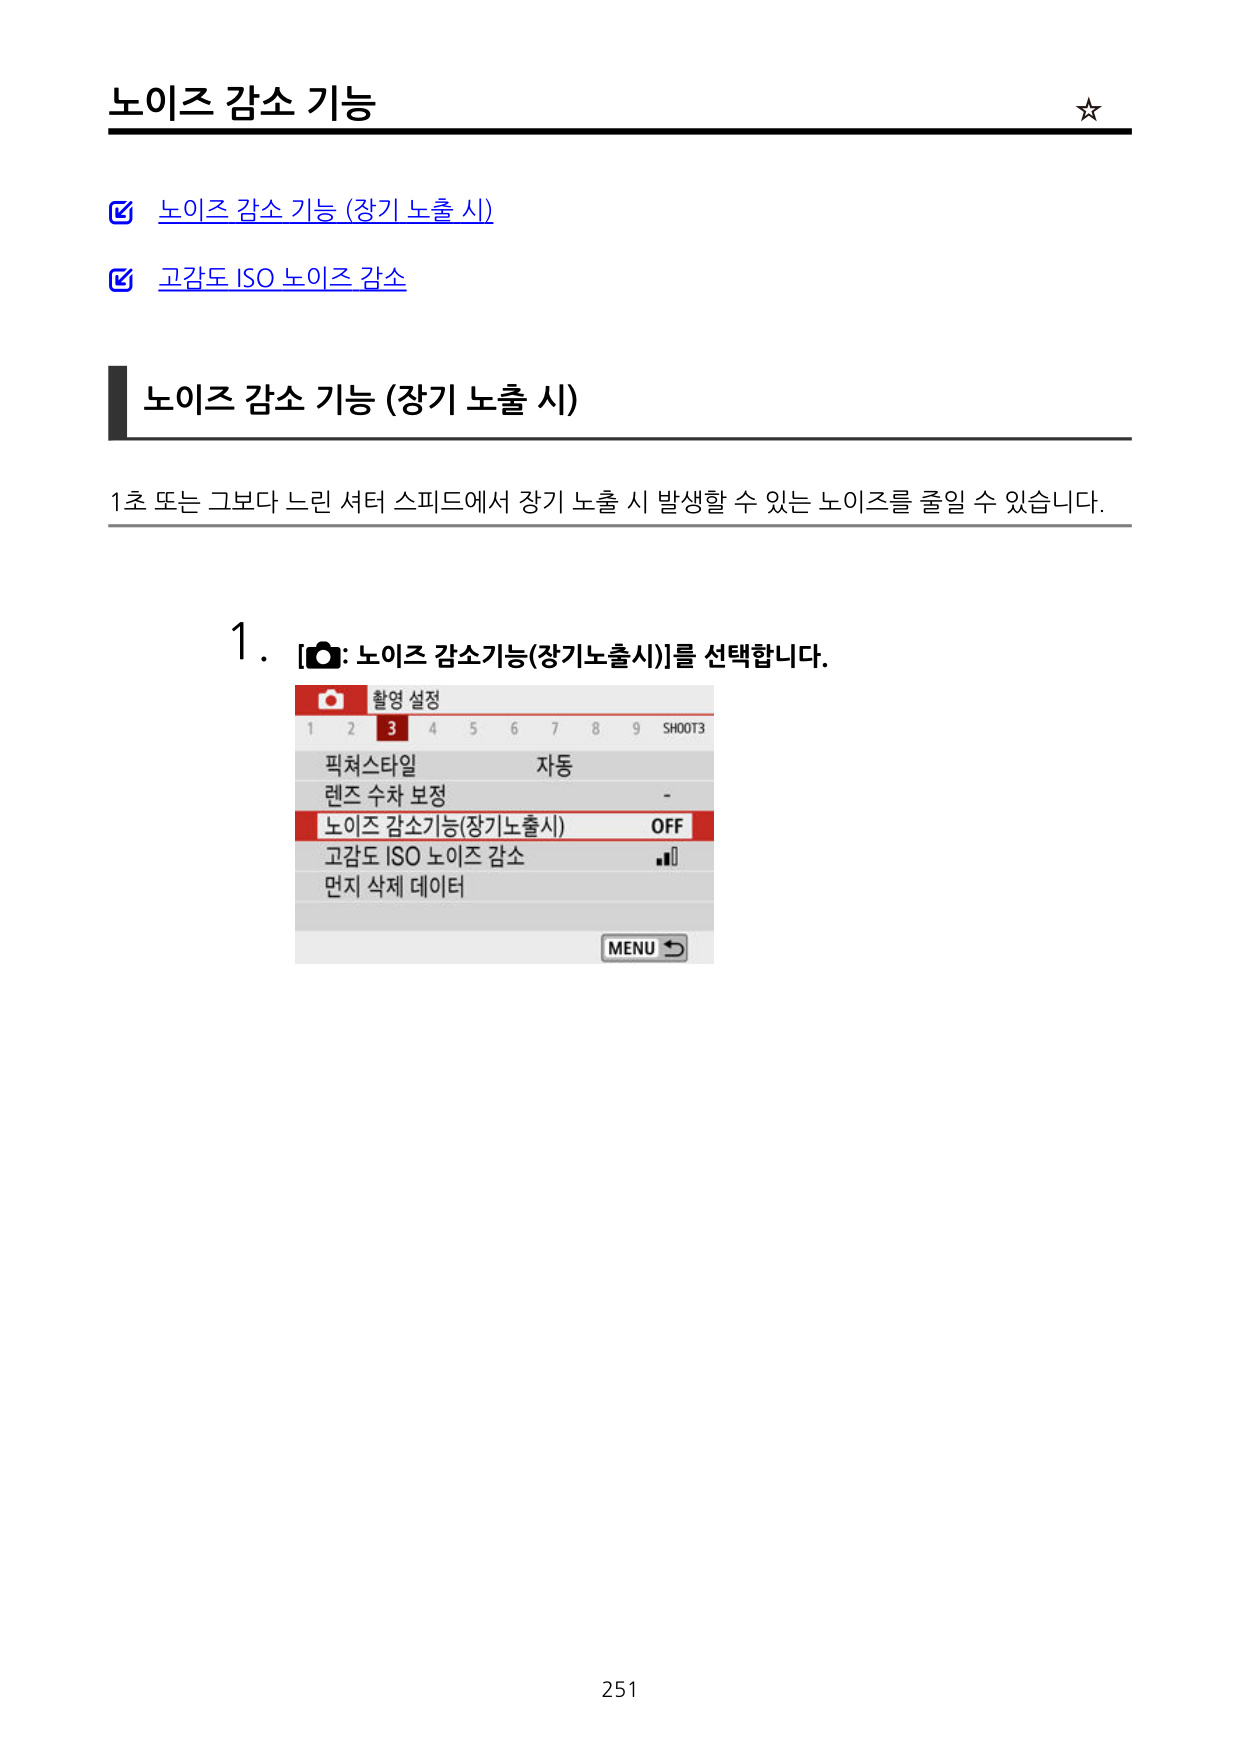 노이즈 감소 기능 ☆
노이즈 감소 기능 (장기 노출 시)
고감도 ISO 노이즈 감소
노이즈 감소 기능 (장기 노출 시)
1초 또는 그보다 느린 셔터 스피드에서 장기 노출 시 발생할 수 있는 노이즈를 줄일 수 있습니다.
1. [📷: 노이즈 감소기능(장기노출시)]를 선택합니다.
촬영 설정
1 2 3 4 5 6 7 8 9 SHOOT3
픽쳐스타일 자동
렌즈 수차 보정 -
노이즈 감소기능(장기노출시) OFF
고감도 ISO 노이즈 감소
먼지 삭제 데이터
MENU
251